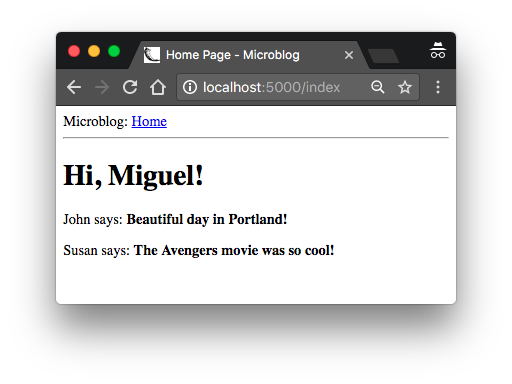 Home Page - Microblog
localhost:5000/index
Microblog: Home
Hi, Miguel!
John says: Beautiful day in Portland!
Susan says: The Avengers movie was so cool!